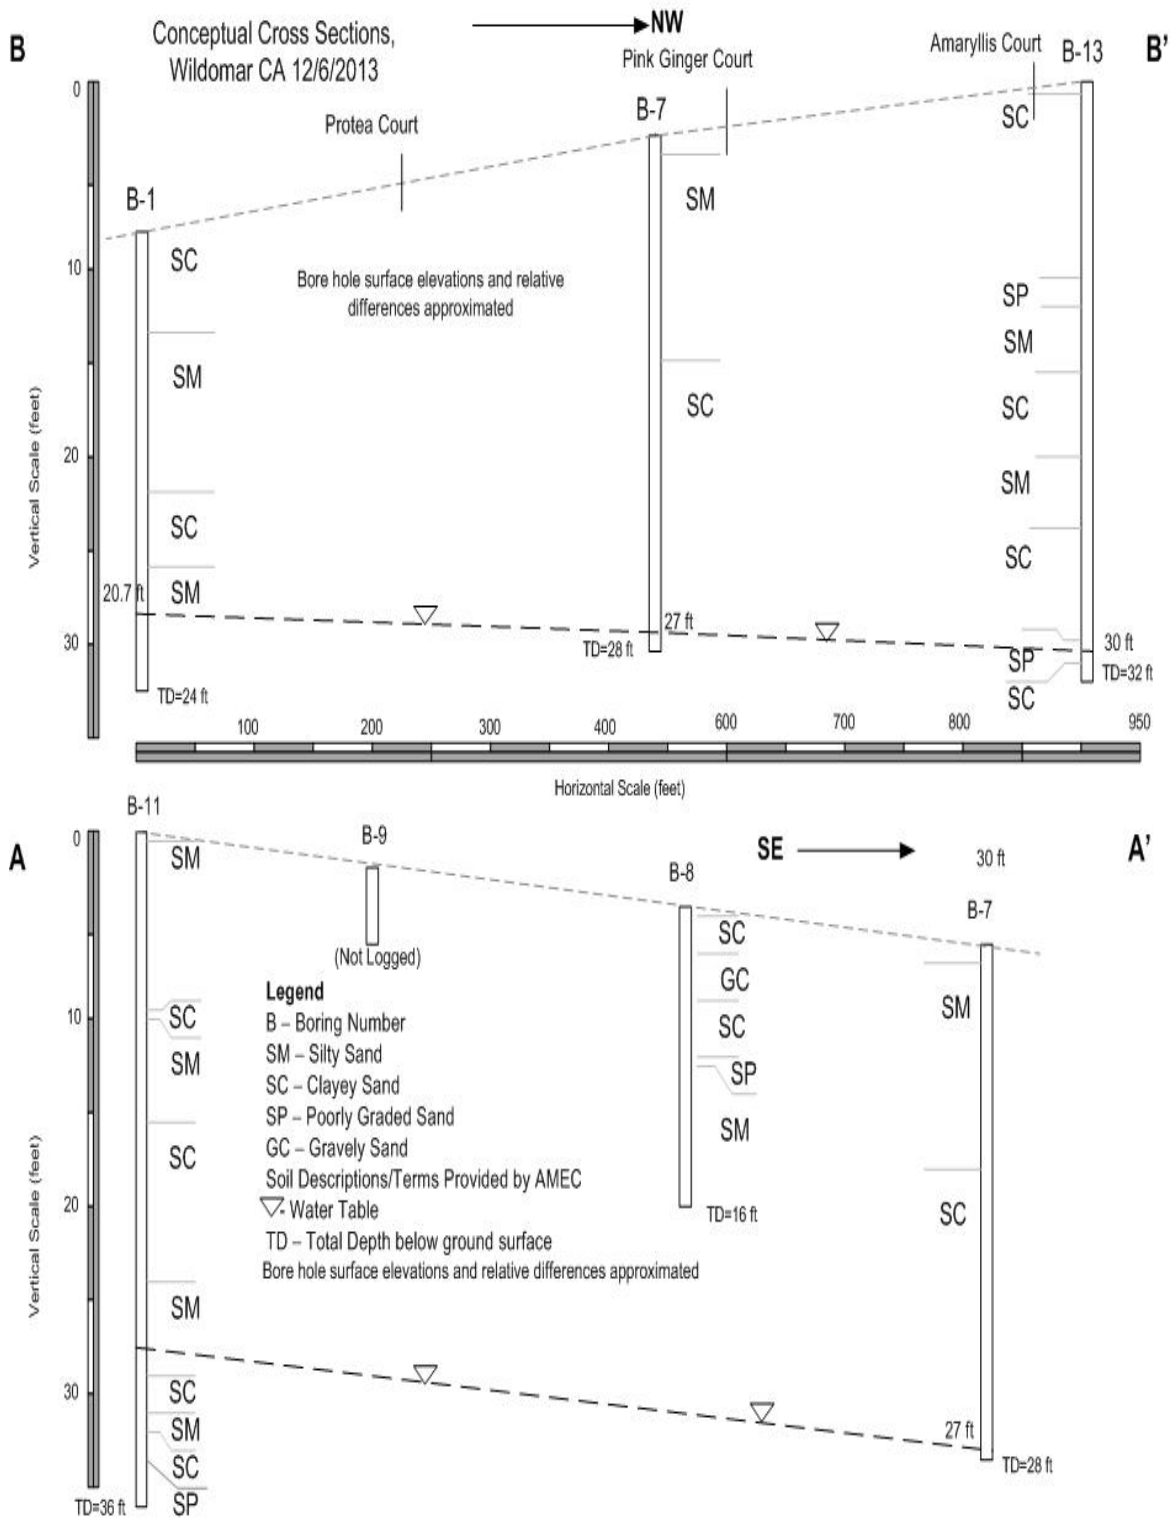 B
Conceptual Cross Sections,
Wildomar CA 12/6/2013
NW
Pink Ginger Court
Amaryllis Court
B-13
B'
0
Protea Court
B-7
SC
B-1
SM
SC
10
Bore hole surface elevations and relative
differences approximated
SP
SM
SM
SC
SC
Vertical Scale (feet)
20
SM
SC
SC
20.7 ft
SM
27 ft
30
TD=28 ft
30 ft
SP
TD=32 ft
TD=24 ft
SC
100
200
300
400
600
700
800
950
Horizontal Scale (feet)
B-11
0
B-9
A
SM
SE
30 ft
A'
B-8
B-7
SC
(Not Logged)
GC
Legend
SM
10
SC
B – Boring Number
SC
SM
SM – Silty Sand
SP
SC – Clayey Sand
SP – Poorly Graded Sand
SM
GC – Gravely Sand
SC
Soil Descriptions/Terms Provided by AMEC
Vertical Scale (feet)
20
- Water Table
TD=16 ft
SC
TD – Total Depth below ground surface
Bore hole surface elevations and relative differences approximated
SM
30
SC
SM
27 ft
SC
TD=28 ft
TD=36 ft
SP